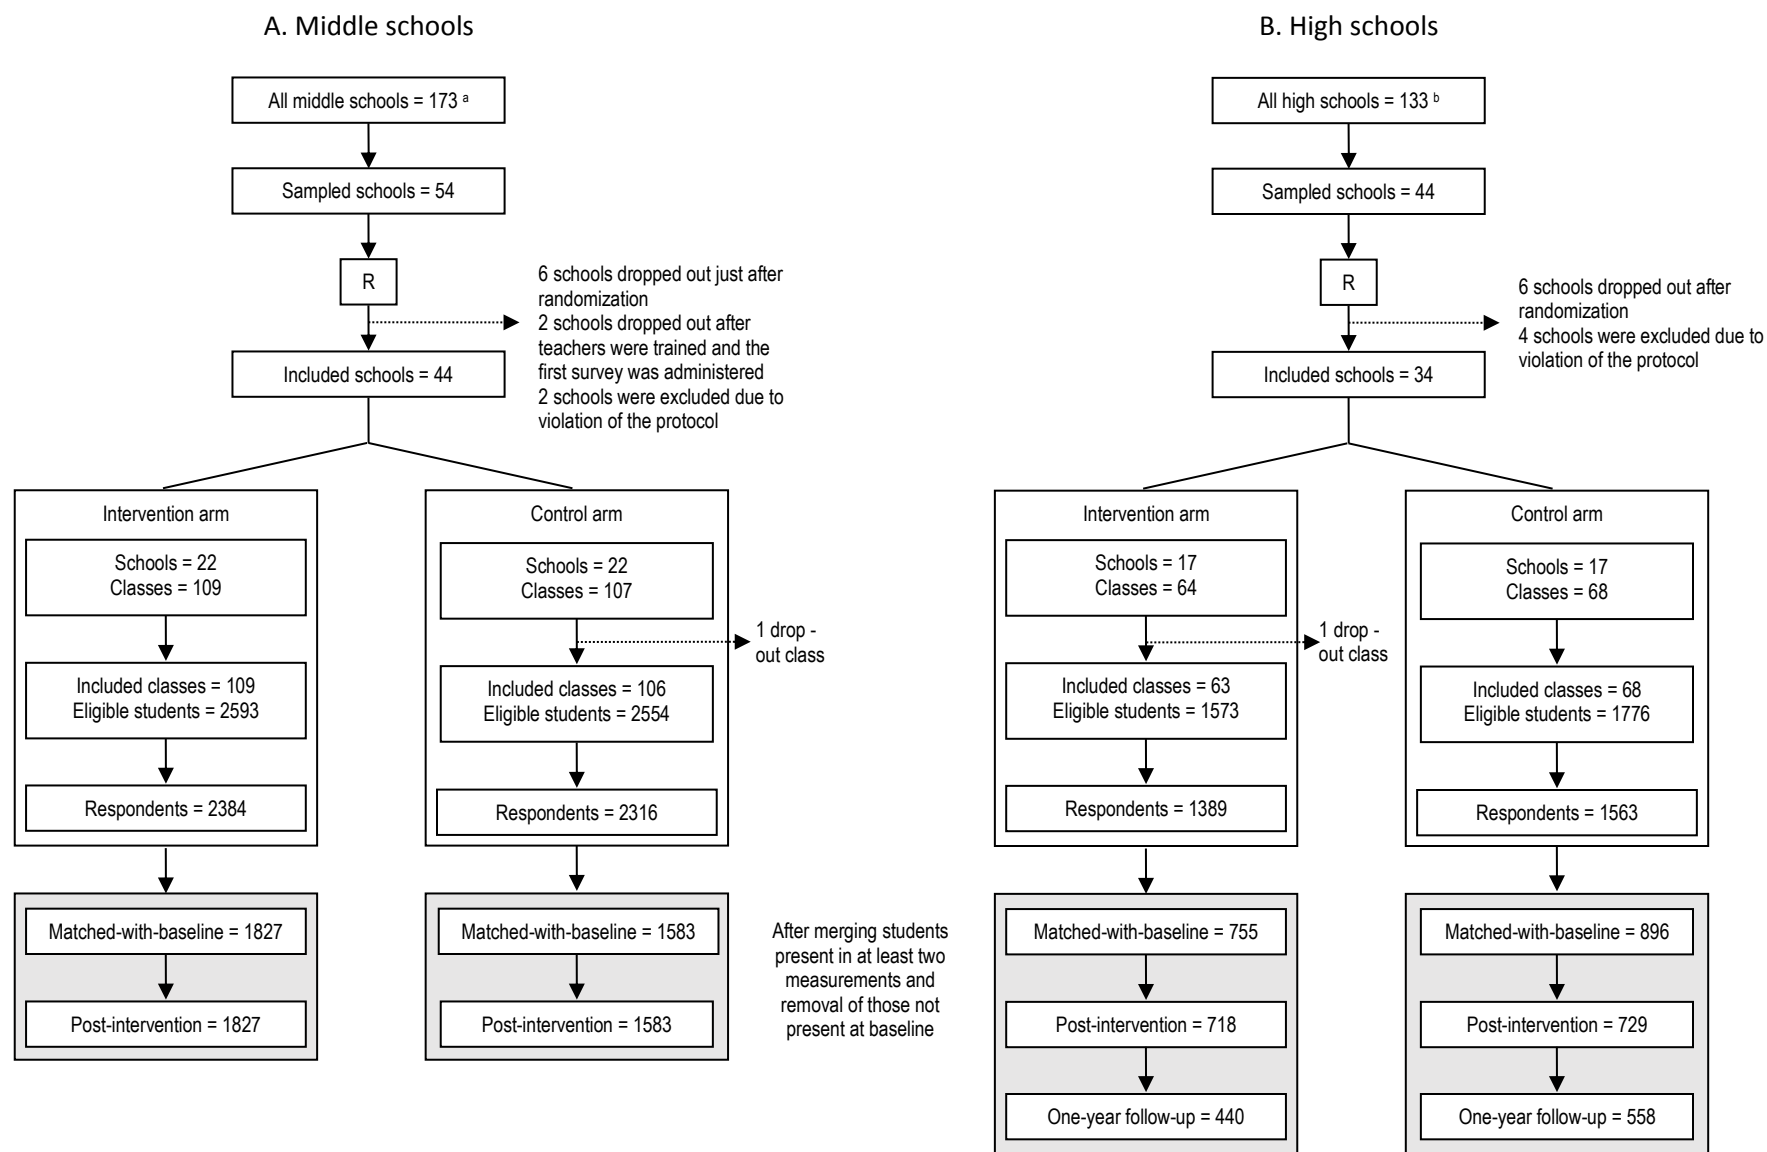 A. Middle schools
All middle schools = 173 a
Sampled schools = 54
R
6 schools dropped out just after
randomization
2 schools dropped out after
teachers were trained and the
first survey was administered
2 schools were excluded due to
violation of the protocol
Included schools = 44
Intervention arm
Schools = 22
Classes = 109
Included classes = 109
Eligible students = 2593
Respondents = 2384
Matched-with-baseline = 1827
Post-intervention = 1827
Control arm
Schools = 22
Classes = 107
1 drop -
out class
Included classes = 106
Eligible students = 2554
Respondents = 2316
Matched-with-baseline = 1583
Post-intervention = 1583
After merging students
present in at least two
measurements and
removal of those not
present at baseline
B. High schools
All high schools = 133 b
Sampled schools = 44
R
6 schools dropped out after
randomization
4 schools were excluded due to
violation of the protocol
Included schools = 34
Intervention arm
Schools = 17
Classes = 64
1 drop -
out class
Included classes = 63
Eligible students = 1573
Respondents = 1389
Matched-with-baseline = 755
Post-intervention = 718
One-year follow-up = 440
Control arm
Schools = 17
Classes = 68
Included classes = 68
Eligible students = 1776
Respondents = 1563
Matched-with-baseline = 896
Post-intervention = 729
One-year follow-up = 558